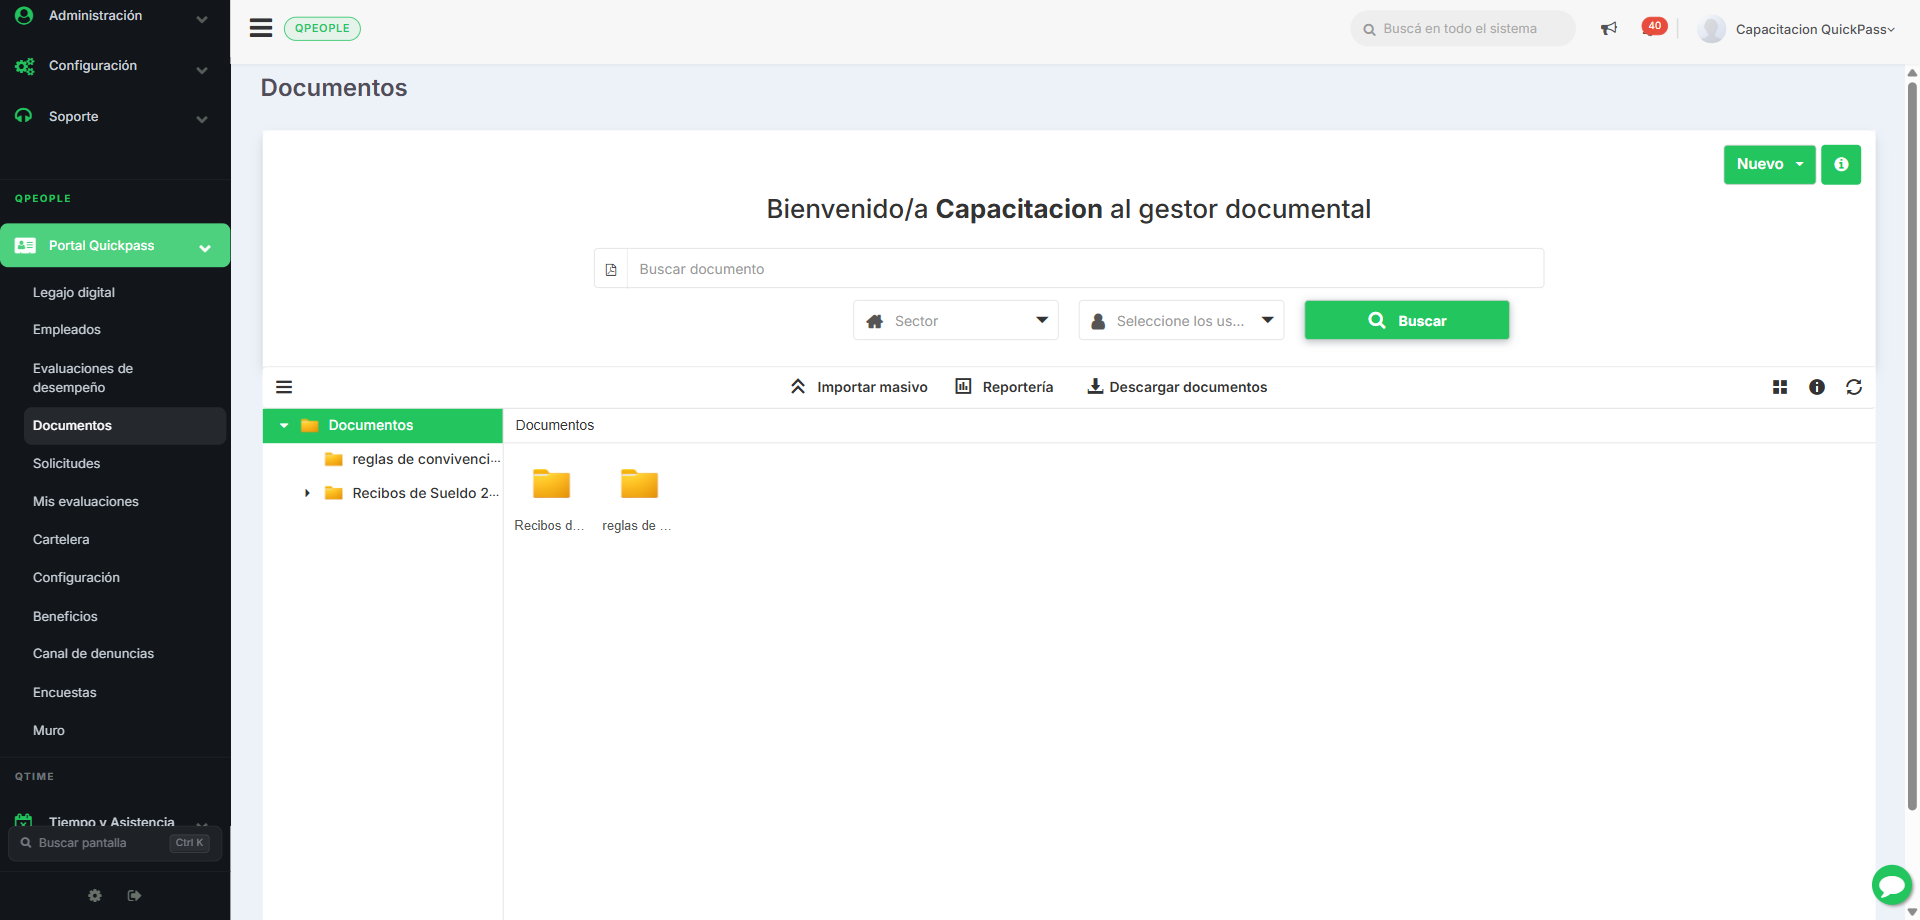 Administración
Configuración
Soporte
QPEOPLE
Portal Quickpass
Legajo digital
Empleados
Evaluaciones de
desempeño
Documentos
Solicitudes
Mis evaluaciones
Cartelera
Configuración
Beneficios
Canal de denuncias
Encuestas
Muro
QTIME
Tiempo y Asistencia
Buscar pantalla
Ctrl K
QPEOPLE
Buscá en todo el sistema
40
Capacitacion QuickPass
Documentos
Nuevo
Bienvenido/a Capacitacion al gestor documental
Buscar documento
Sector
Seleccione los us...
Buscar
Importar masivo
Reportería
Descargar documentos
Documentos
reglas de convivenci...
Recibos de Sueldo 2...
Documentos
Recibos d...
reglas de ...